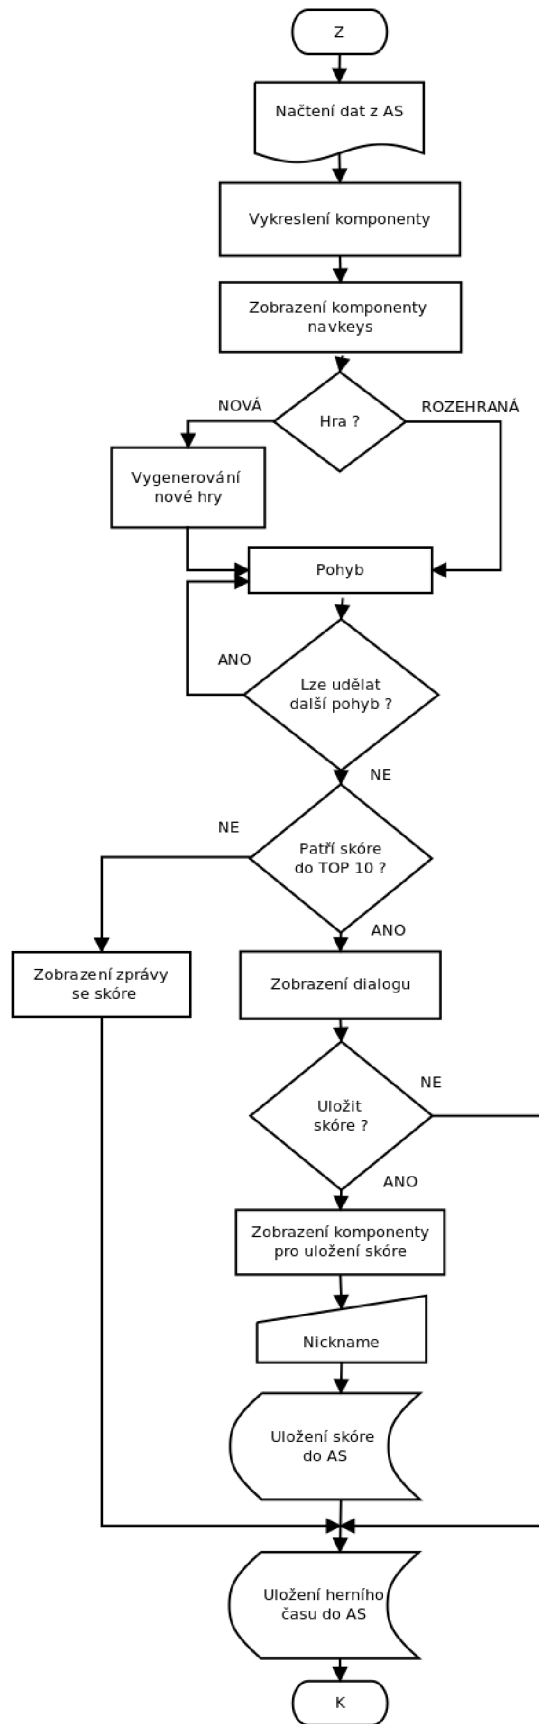 Z
Načtení dat z AS
Vykreslení komponenty
Zobrazení komponenty
navkeys
NOVÁ
Hra ?
ROZEHRANÁ
Vygenerování
nové hry
Pohyb
ANO
Lze udělat
další pohyb ?
NE
NE
Patří skóre
do TOP 10 ?
ANO
Zobrazení zprávy
se skóre
Zobrazení dialogu
NE
Uložit
skóre ?
ANO
Zobrazení komponenty
pro uložení skóre
Nickname
Uložení skóre
do AS
Uložení herního
času do AS
K